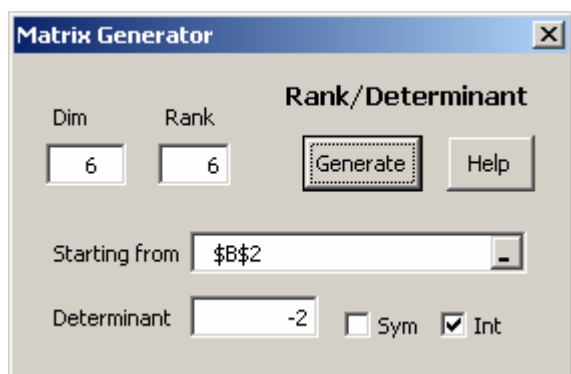 Matrix Generator
Rank/Determinant
Dim Rank
6 6 Generate Help
Starting from $B$2 _
Determinant -2 Sym Int